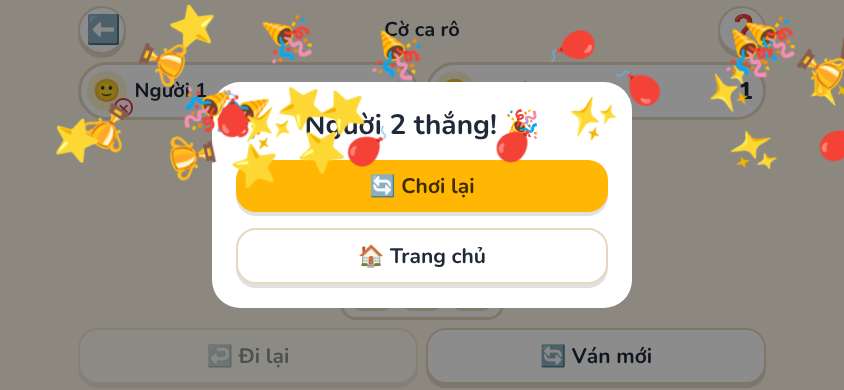 Cờ ca rô
Người 1
1
Người 2 thắng!
Chơi lại
Trang chủ
Đi lại
Ván mới